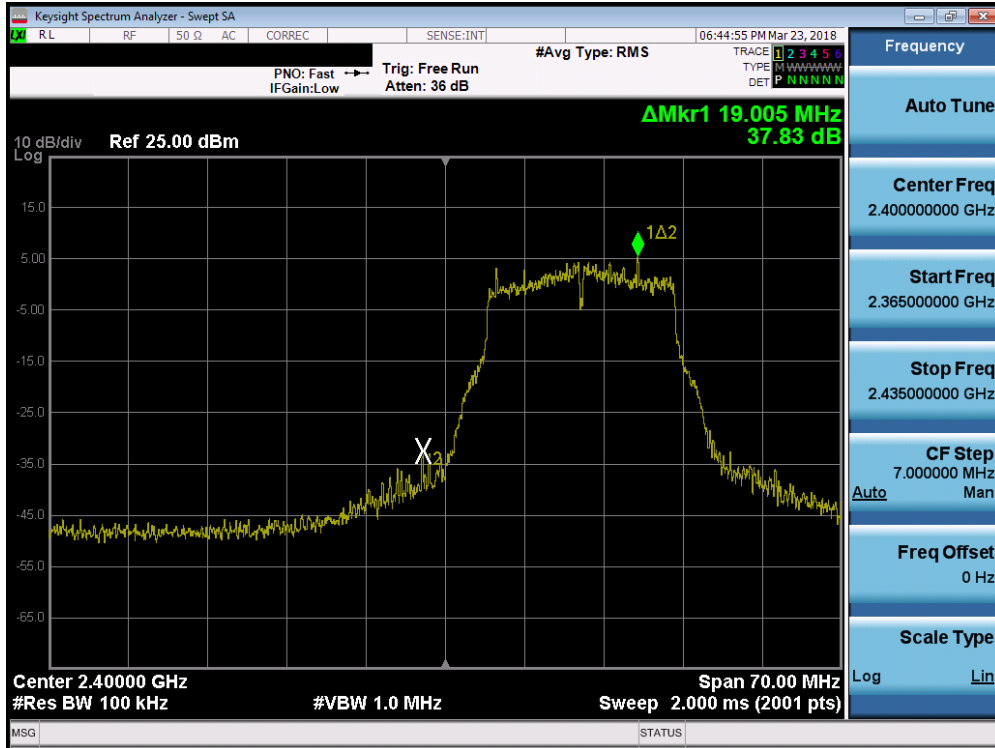 Keysight Spectrum Analyzer - Swept SA
LXI RL RF 50 Ω AC CORREC SENSE:INT 06:44:55 PM Mar 23, 2018
#Avg Type: RMS
TRACE 1 2 3 4 5 6
PNO: Fast Trig: Free Run
TYPE M WWWWW
IFGain:Low Atten: 36 dB
DET P N N N N N
ΔMkr1 19.005 MHz
37.83 dB
10 dB/div Ref 25.00 dBm
Log
15.0
5.00
-5.00
-15.0
-25.0
-35.0
-45.0
-55.0
-65.0
1Δ2
X2
Center 2.40000 GHz Span 70.00 MHz
#Res BW 100 kHz #VBW 1.0 MHz Sweep 2.000 ms (2001 pts)
MSG STATUS
Frequency
Auto Tune
Center Freq
2.400000000 GHz
Start Freq
2.365000000 GHz
Stop Freq
2.435000000 GHz
CF Step
7.000000 MHz
Auto Man
Freq Offset
0 Hz
Scale Type
Log Lin